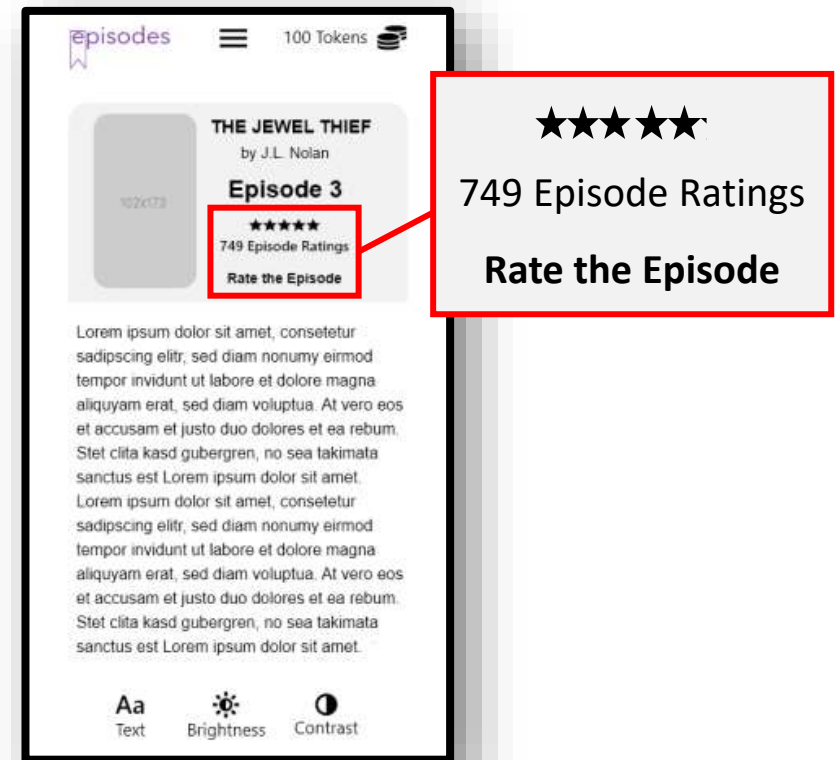 episodes
100 Tokens
THE JEWEL THIEF
by J.L. Nolan
Episode 3
102x173
★★★★★
749 Episode Ratings
Rate the Episode
★★★★★
749 Episode Ratings
Rate the Episode
Lorem ipsum dolor sit amet, consetetur
sadipscing elitr, sed diam nonumy eirmod
tempor invidunt ut labore et dolore magna
aliquyam erat, sed diam voluptua. At vero eos
et accusam et justo duo dolores et ea rebum.
Stet clita kasd gubergren, no sea takimata
sanctus est Lorem ipsum dolor sit amet.
Lorem ipsum dolor sit amet, consetetur
sadipscing elitr, sed diam nonumy eirmod
tempor invidunt ut labore et dolore magna
aliquyam erat, sed diam voluptua. At vero eos
et accusam et justo duo dolores et ea rebum.
Stet clita kasd gubergren, no sea takimata
sanctus est Lorem ipsum dolor sit amet.
Aa
Text
Brightness
Contrast